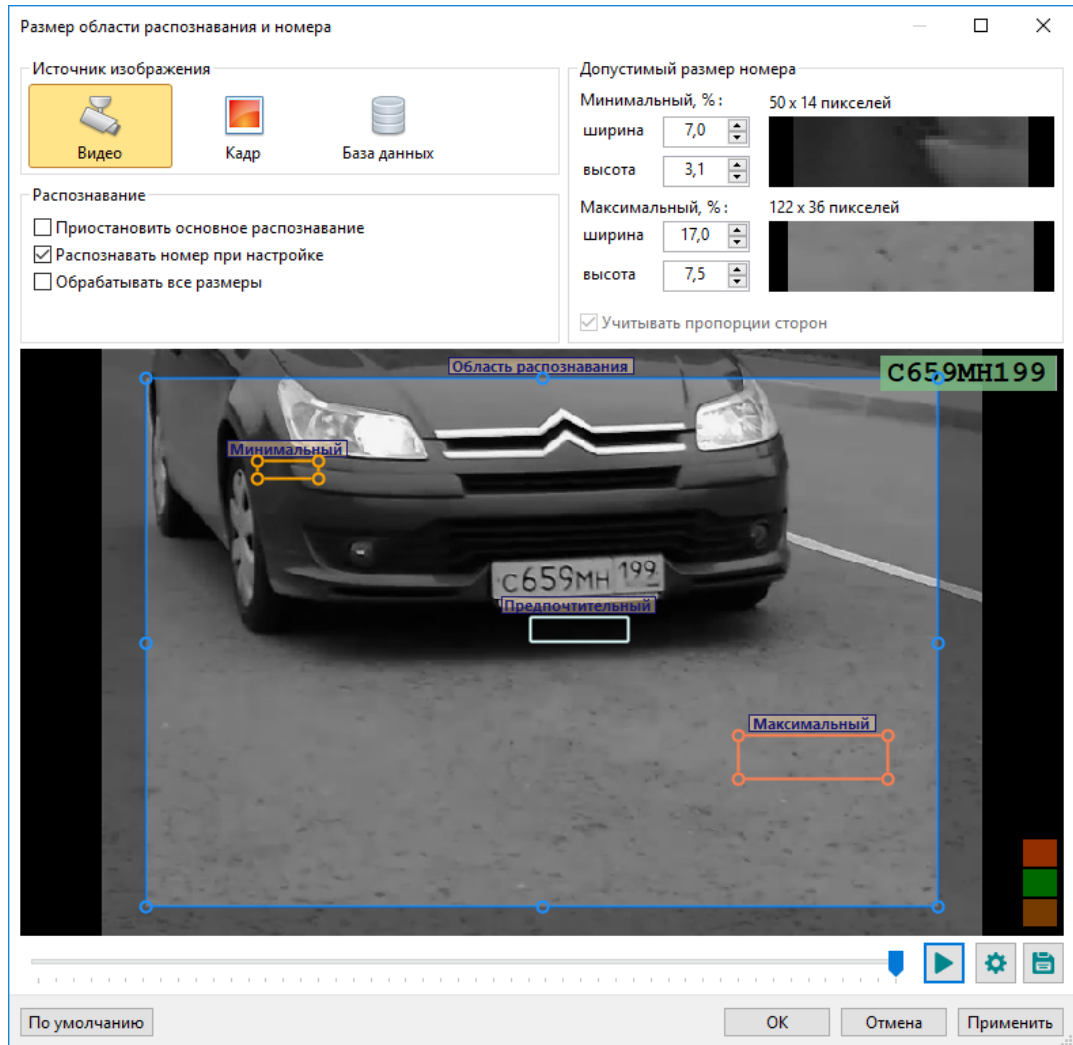 Размер области распознавания и номера
Источник изображения
Видео
Кадр
База данных
Распознавание
Приостановить основное распознавание
Распознавать номер при настройке
Обрабатывать все размеры
Допустимый размер номера
Минимальный, % :
50 x 14 пикселей
ширина
7,0
высота
3,1
Максимальный, % :
122 x 36 пикселей
ширина
17,0
высота
7,5
Учитывать пропорции сторон
Область распознавания
С659МН199
Минимальный
С659МН 199
Предпочтительный
Максимальный
По умолчанию
ОК
Отмена
Применить